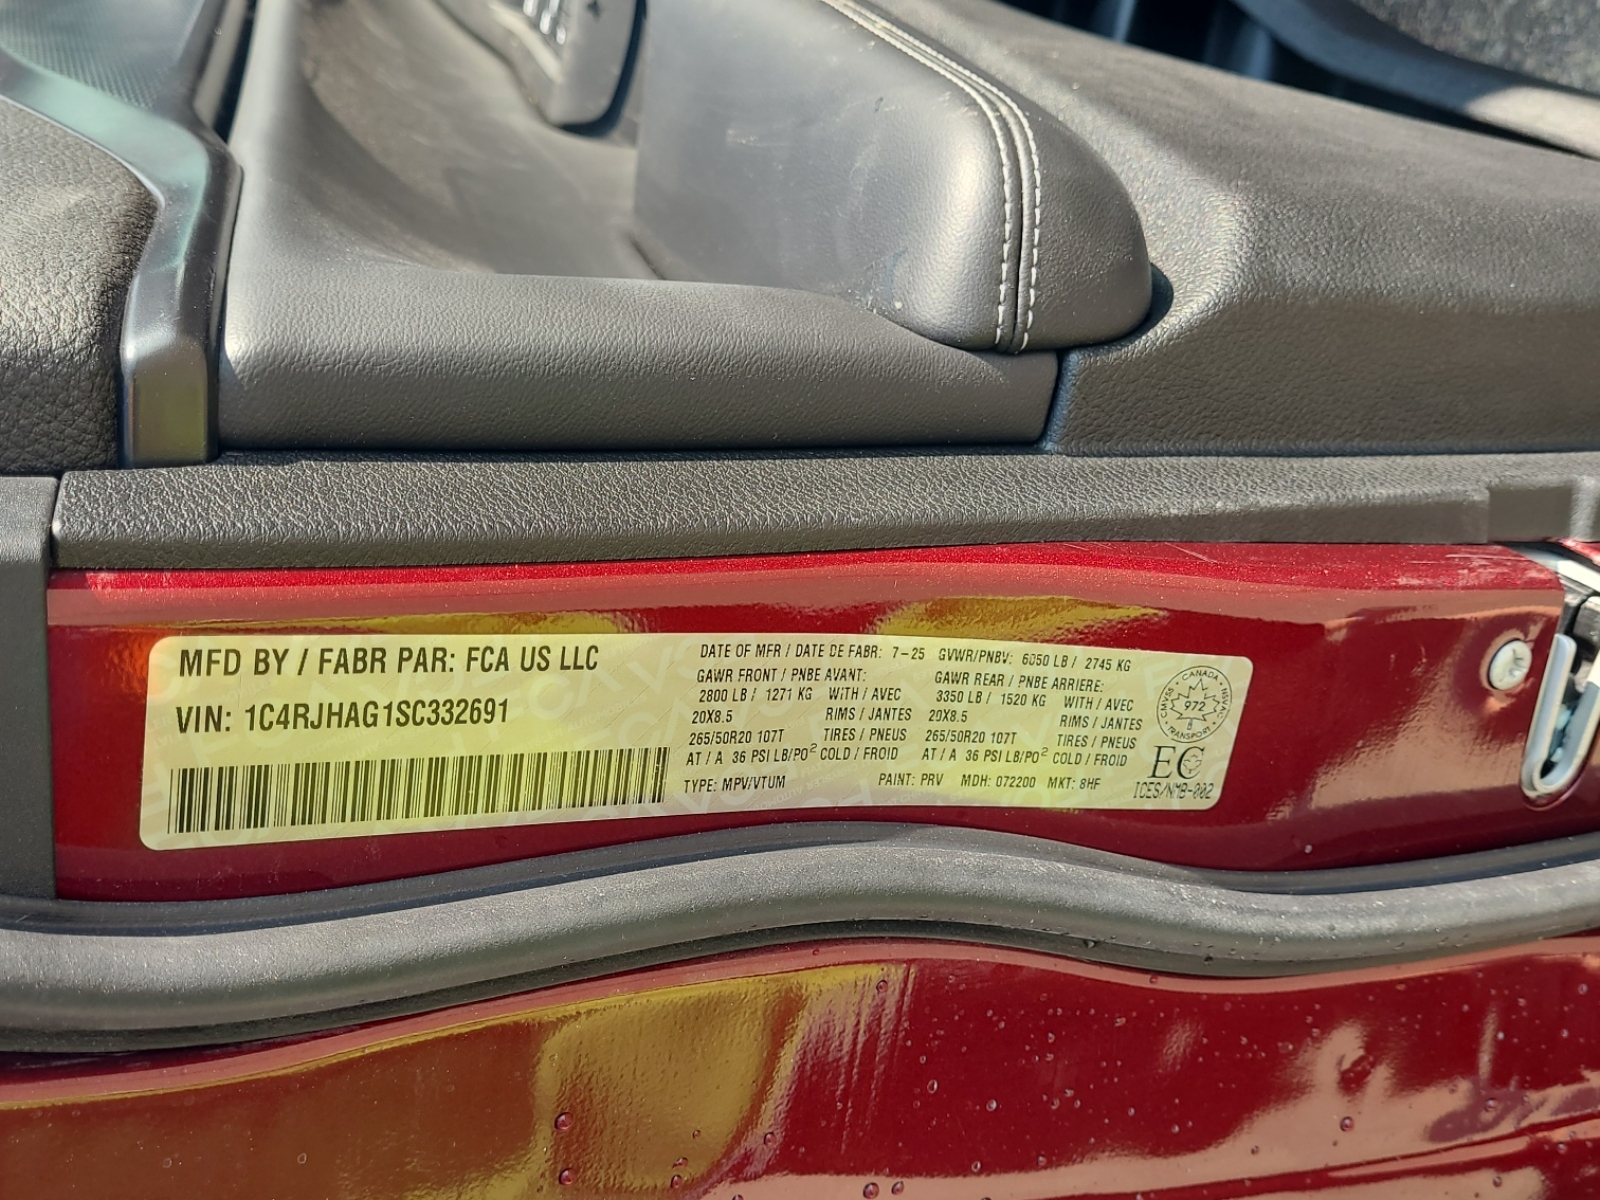 MFD BY / FABR PAR: FCA US LLC
VIN: 1C4RJHAG1SC332691
DATE OF MFR / DATE DE FABR: 7-25 GVWR/PNBV: 6050 LB / 2745 KG
GAWR FRONT / PNBE AVANT:
2800 LB / 1271 KG WITH / AVEC
20X8.5 RIMS / JANTES
265/50R20 107T TIRES / PNEUS
AT / A 36 PSI LB/PO² COLD / FROID
GAWR REAR / PNBE ARRIERE:
3350 LB / 1520 KG WITH / AVEC
20X8.5 RIMS / JANTES
265/50R20 107T TIRES / PNEUS
AT / A 36 PSI LB/PO² COLD / FROID
TYPE: MPV/VTUM PAINT: PRV MDH: 072200 MKT: 8HF
CANADA
CMVSS NSVAC
972
TRANSPORT
EC
ICES/NMB-002